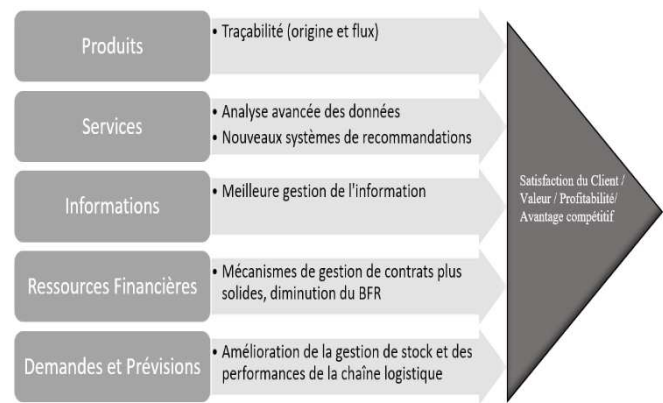 Produits
• Traçabilité (origine et flux)
Services
• Analyse avancée des données
• Nouveaux systèmes de recommandations
Informations
• Meilleure gestion de l'information
Ressources Financières
• Mécanismes de gestion de contrats plus
solides, diminution du BFR
Demandes et Prévisions
• Amélioration de la gestion de stock et des
performances de la chaîne logistique
Satisfaction du Client /
Valeur / Profitabilité/
Avantage compétitif